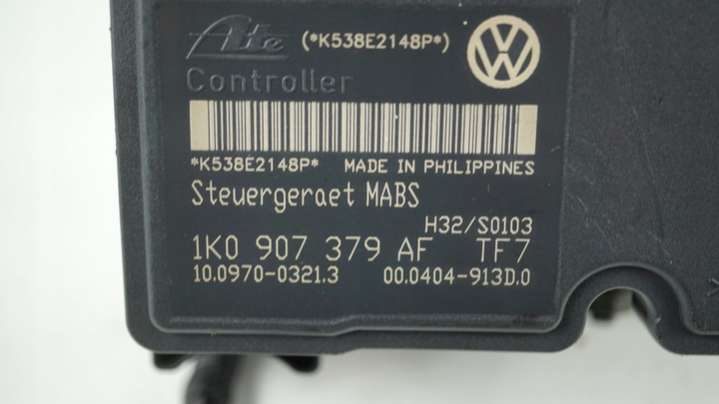 Ate (*K538E2148P*)
Controller
*K538E2148P* MADE IN PHILIPPINES
Steuergeraet MABS
H32/S0103
1K0 907 379 AF TF7
10.0970-0321.3 00.0404-913D.0